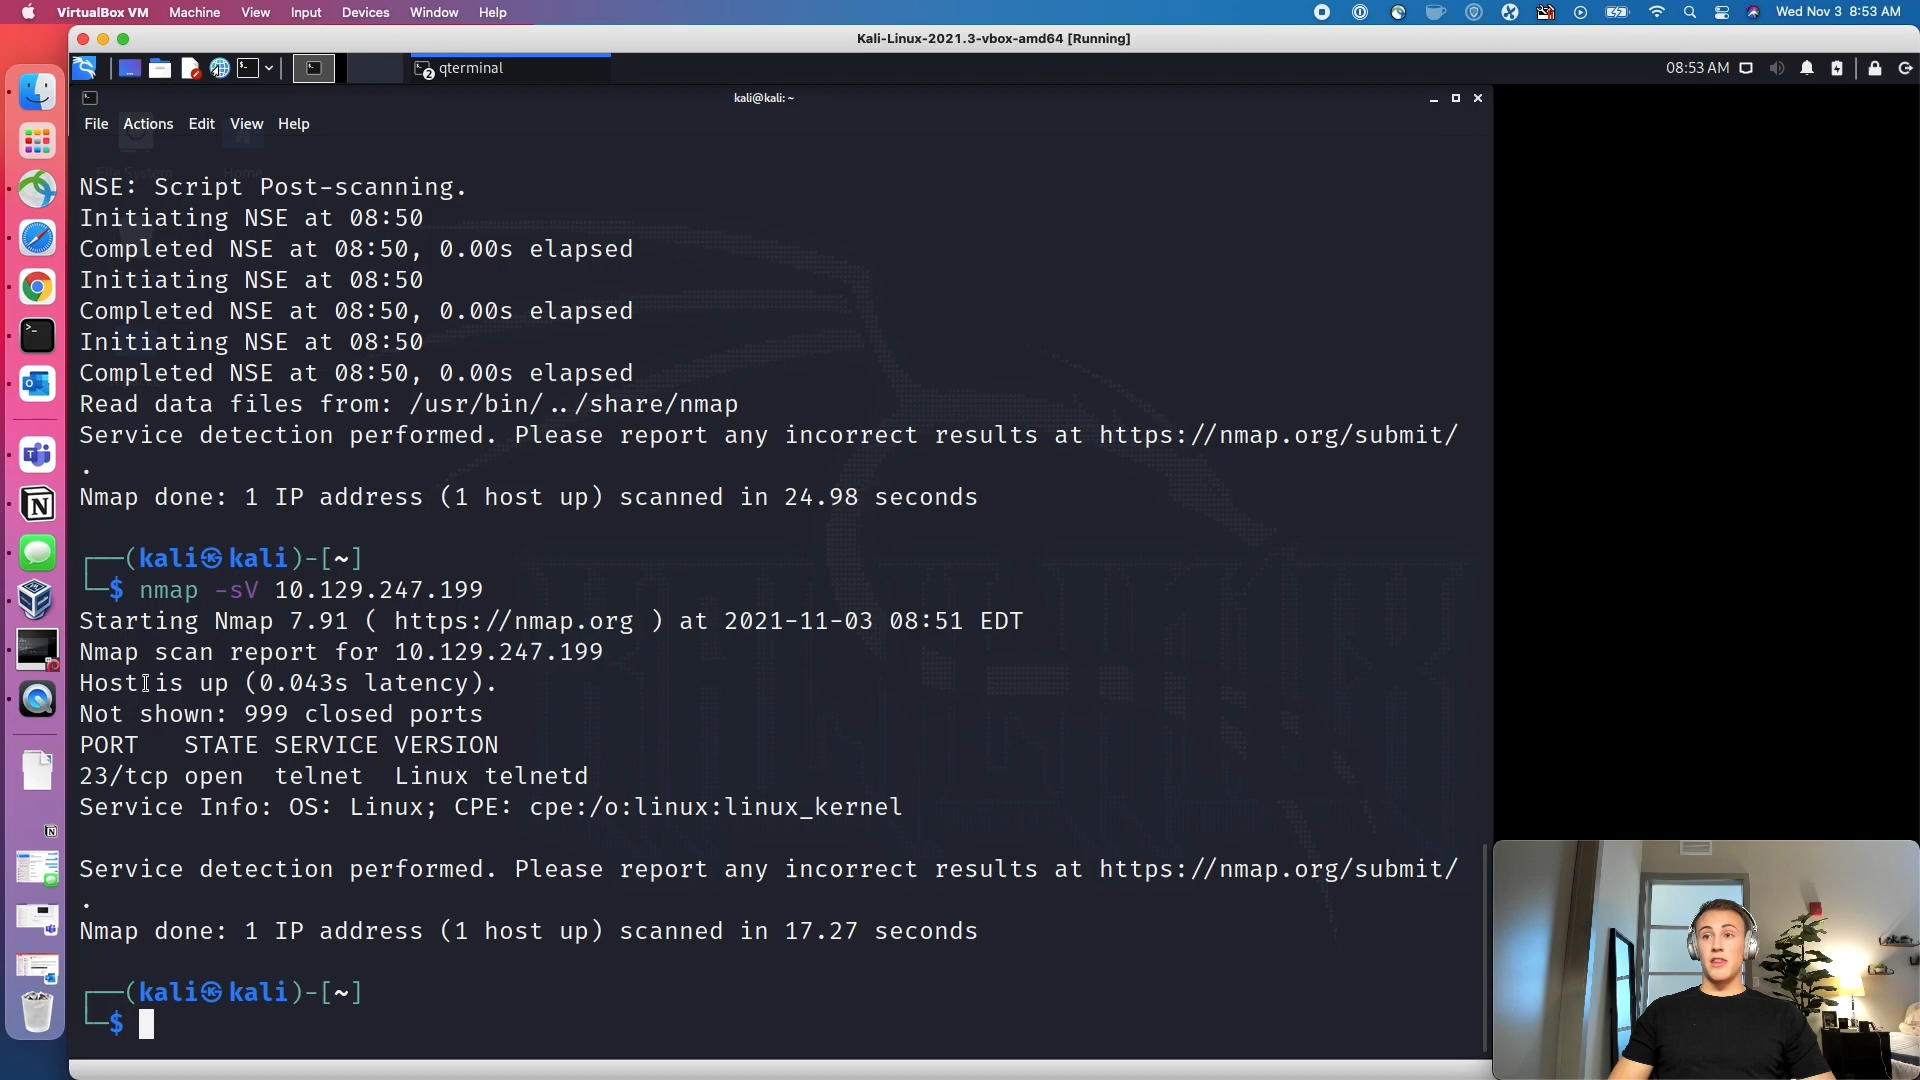 VirtualBox VM Machine View Input Devices Window Help Wed Nov 3 8:53 AM
Kali-Linux-2021.3-vbox-amd64 [Running]
2 qterminal 08:53 AM
kali@kali: ~
File Actions Edit View Help
NSE: Script Post-scanning.
Initiating NSE at 08:50
Completed NSE at 08:50, 0.00s elapsed
Initiating NSE at 08:50
Completed NSE at 08:50, 0.00s elapsed
Initiating NSE at 08:50
Completed NSE at 08:50, 0.00s elapsed
Read data files from: /usr/bin/../share/nmap
Service detection performed. Please report any incorrect results at https://nmap.org/submit/
.
Nmap done: 1 IP address (1 host up) scanned in 24.98 seconds
┌──(kali㉿kali)-[~]
└─$ nmap -sV 10.129.247.199
Starting Nmap 7.91 ( https://nmap.org ) at 2021-11-03 08:51 EDT
Nmap scan report for 10.129.247.199
Host is up (0.043s latency).
Not shown: 999 closed ports
PORT   STATE SERVICE VERSION
23/tcp open  telnet  Linux telnetd
Service Info: OS: Linux; CPE: cpe:/o:linux:linux_kernel
Service detection performed. Please report any incorrect results at https://nmap.org/submit/
.
Nmap done: 1 IP address (1 host up) scanned in 17.27 seconds
┌──(kali㉿kali)-[~]
└─$